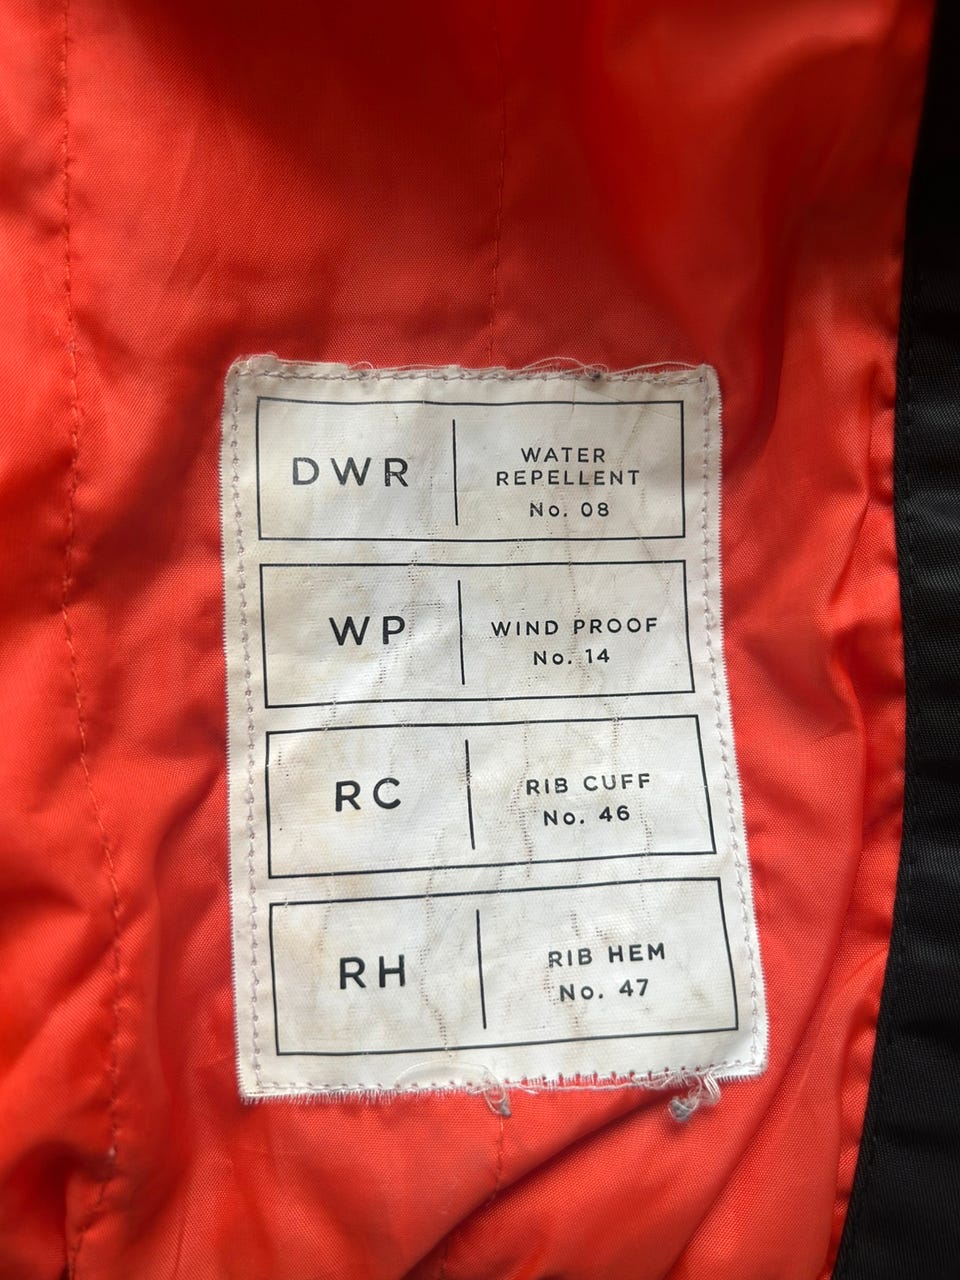 DWR
WATER
REPELLENT
No. 08
WP
WIND PROOF
No. 14
RC
RIB CUFF
No. 46
RH
RIB HEM
No. 47